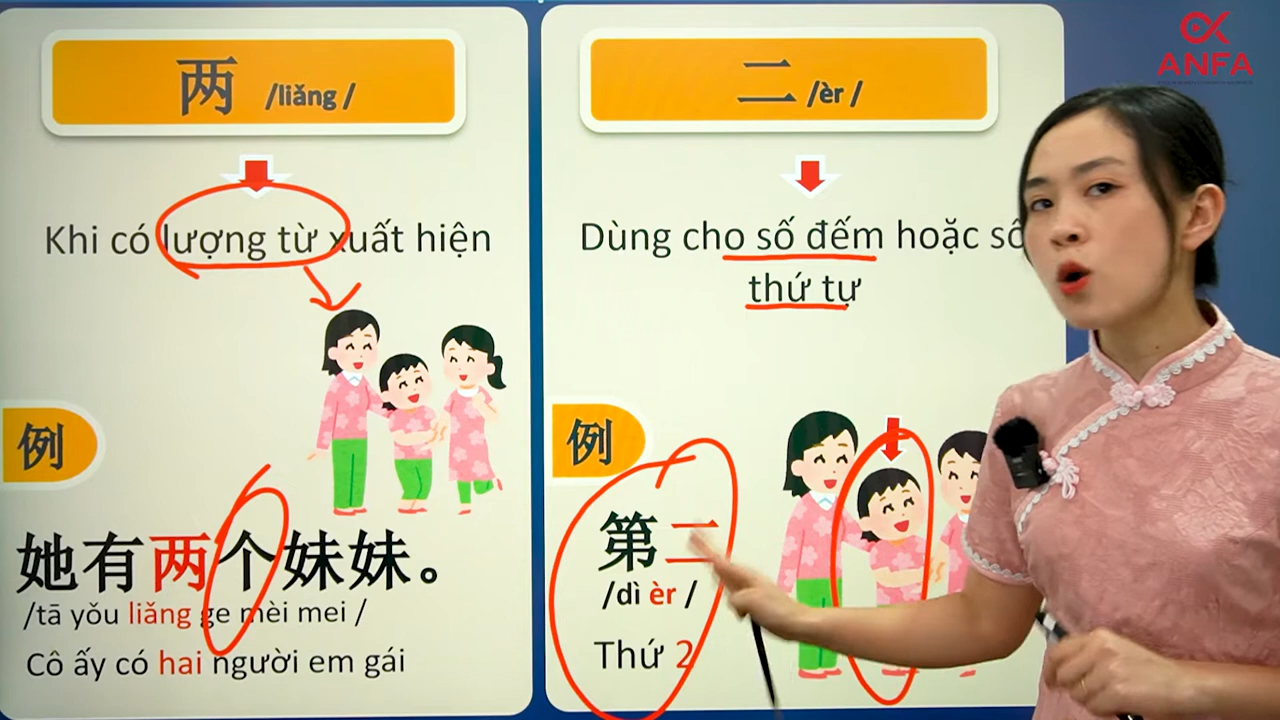 两 /liǎng /
Khi có lượng từ xuất hiện
例
她有两个妹妹。
/tā yǒu liǎng ge mèi mei /
Cô ấy có hai người em gái
二 /èr /
Dùng cho số đếm hoặc số
thứ tự
例
第二
/dì èr /
Thứ 2
ANFA